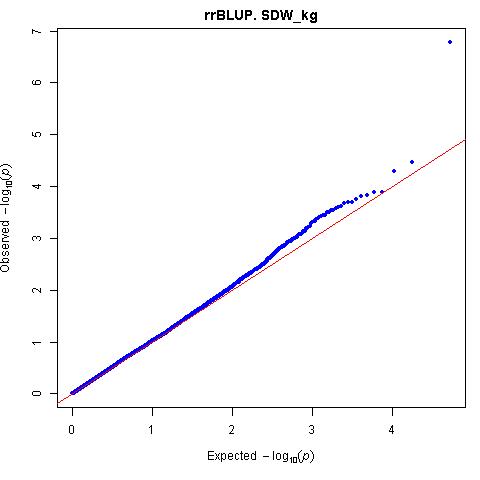 rrBLUP. SDW_kg
7
6
5
4
3
2
1
0
Observed −log₁₀(p)
0 1 2 3 4
Expected −log₁₀(p)